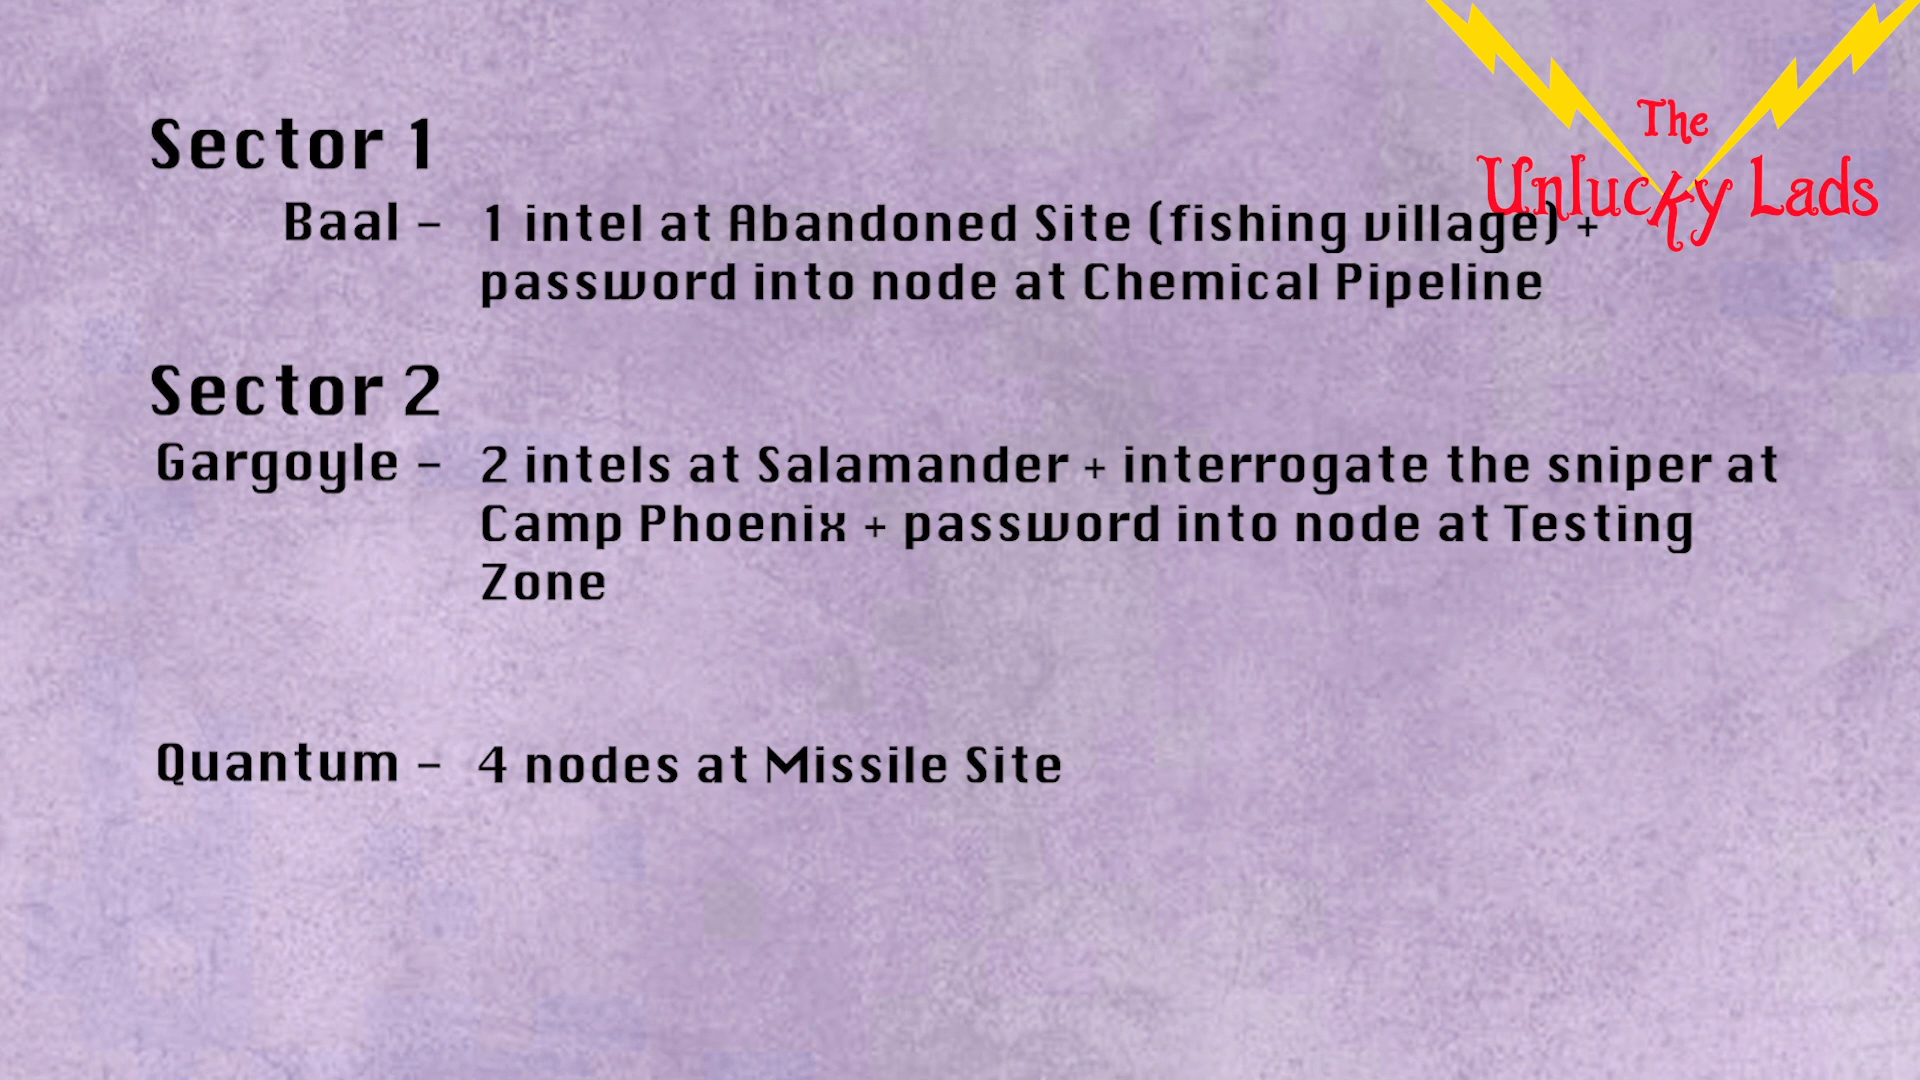 The
Unlucky Lads
Sector 1
Baal - 1 intel at Abandoned Site (fishing village) +
password into node at Chemical Pipeline
Sector 2
Gargoyle - 2 intels at Salamander + interrogate the sniper at
Camp Phoenix + password into node at Testing
Zone
Quantum - 4 nodes at Missile Site